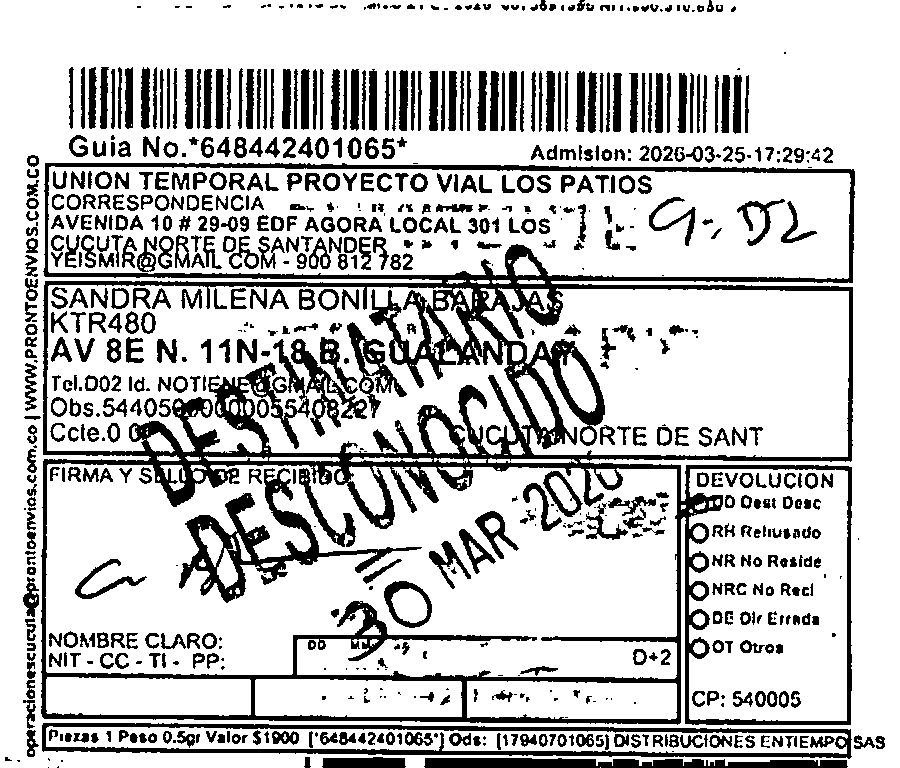 Guia No.*648442401065*
Admision: 2026-03-25-17:29:42
UNION TEMPORAL PROYECTO VIAL LOS PATIOS
CORRESPONDENCIA
AVENIDA 10 # 29-09 EDF AGORA LOCAL 301 LOS
CUCUTA NORTE DE SANTANDER
YEISMIR@GMAIL COM - 900 812 782
G-D2
SANDRA MILENA BONILLA BARAJAS
KTR480
AV 8E N. 11N-18 B. GUALANDAY
Tel.D02 Id. NOTIENE@GMAIL.COM
Ccte.0
CUCUTA NORTE DE SANT
DESTINATARIO
DESCONOCIDO
30 MAR 2026
FIRMA Y SELLO DE RECIBIDO:
NOMBRE CLARO:
NIT - CC - TI - PP:
DD
D+2
DEVOLUCION
DD Dest Desc
RH Rehusado
NR No Reside
NRC No Recl
DE Dir Errada
OT Otros
CP: 540005
Piezas 1 Peso 0.5gr Valor $1900 [*648442401065*] Ods: [17940701065] DISTRIBUCIONES ENTIEMPO SAS
operacionescucuta@prontoenvios.com.co | WWW.PRONTOENVIOS.COM.CO